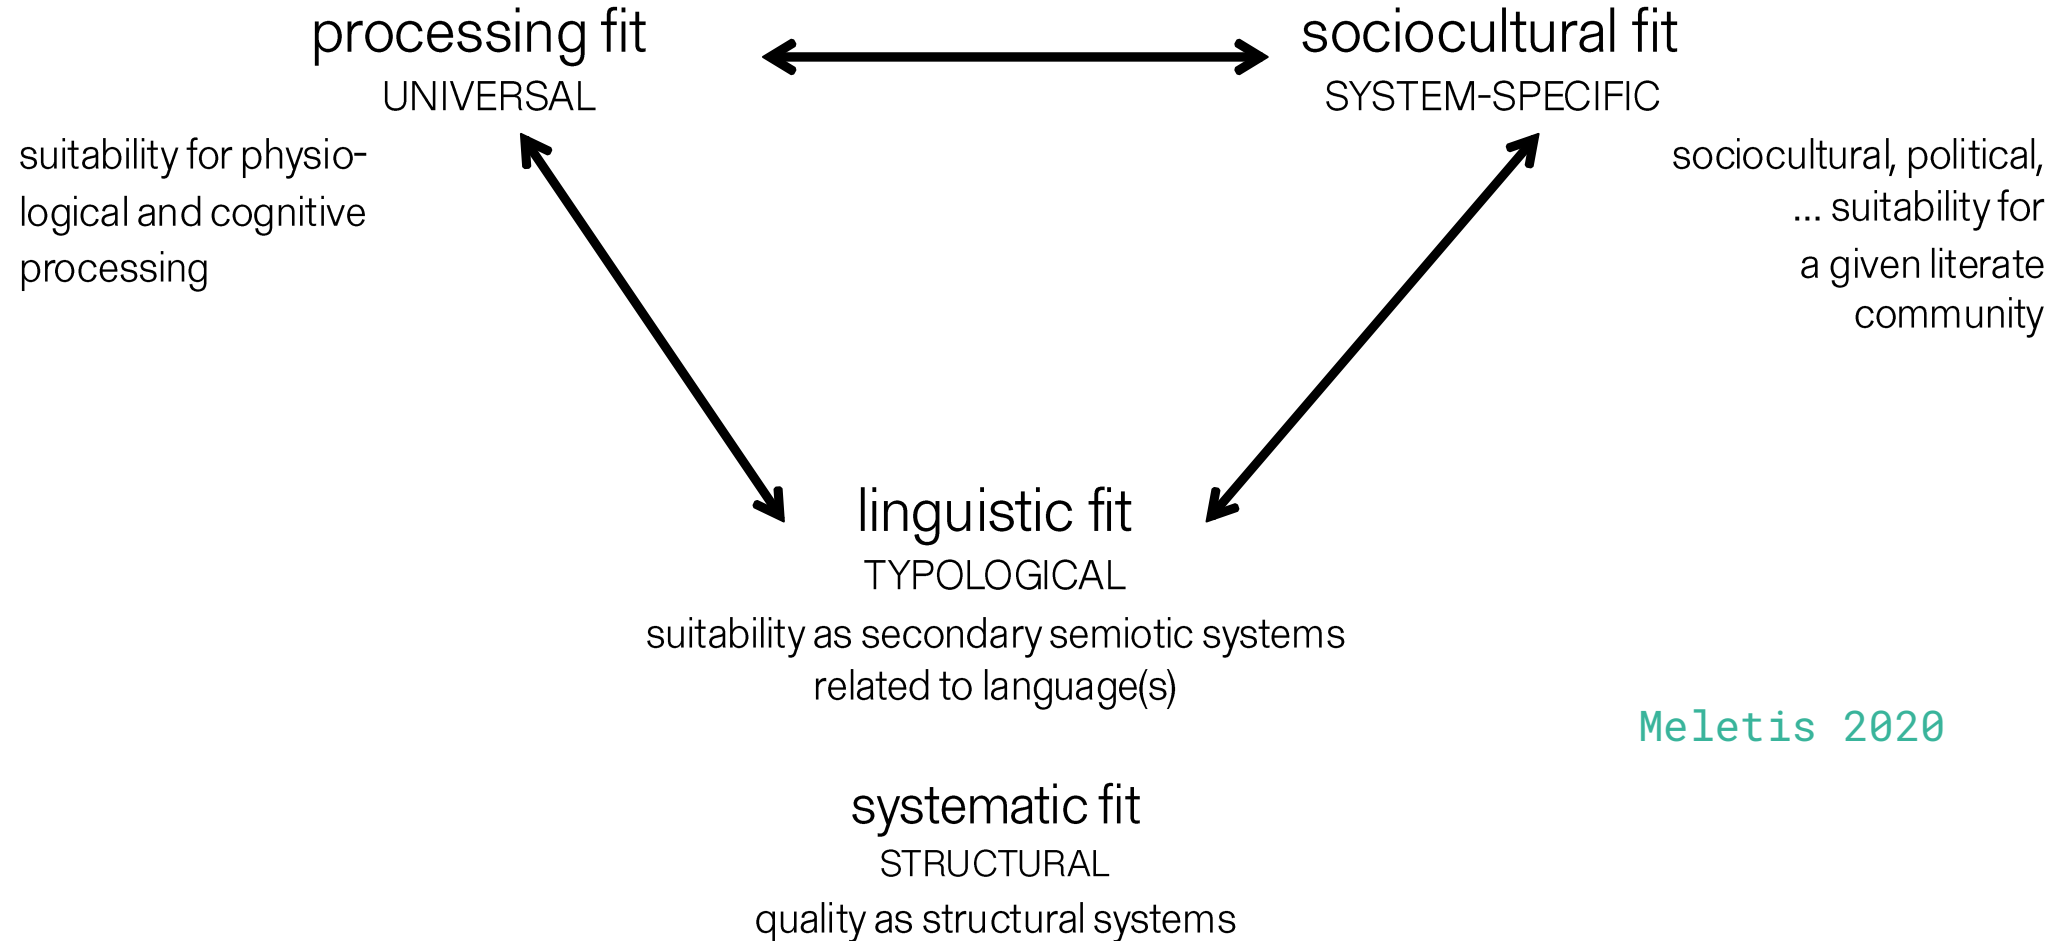 processing fit
UNIVERSAL
suitability for physio-
logical and cognitive
processing
sociocultural fit
SYSTEM-SPECIFIC
sociocultural, political,
... suitability for
a given literate
community
linguistic fit
TYPOLOGICAL
suitability as secondary semiotic systems
related to language(s)
Meletis 2020
systematic fit
STRUCTURAL
quality as structural systems